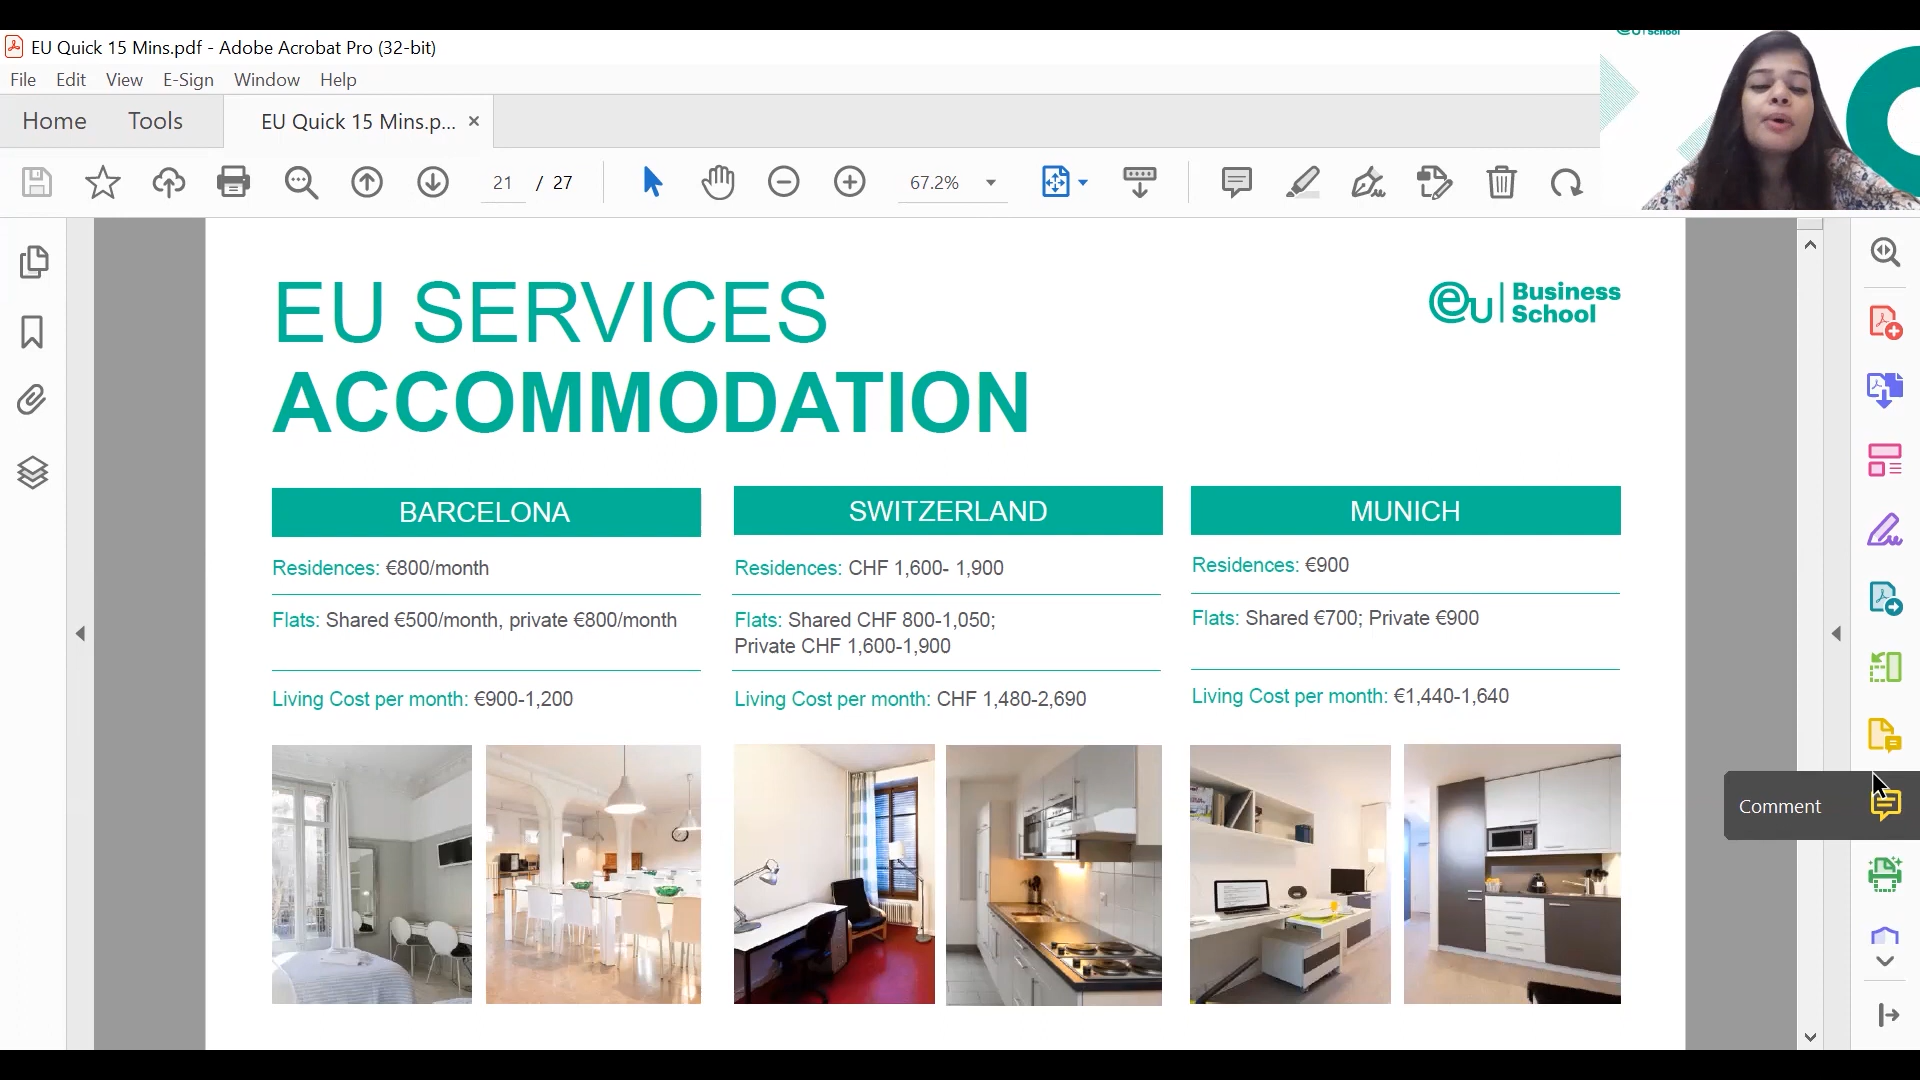 EU Quick 15 Mins.pdf - Adobe Acrobat Pro (32-bit)
File Edit View E-Sign Window Help
Home Tools EU Quick 15 Mins.p... ×
21 / 27 67.2%
EU SERVICES
ACCOMMODATION
eu Business
School
BARCELONA
Residences: €800/month
Flats: Shared €500/month, private €800/month
Living Cost per month: €900-1,200
SWITZERLAND
Residences: CHF 1,600- 1,900
Flats: Shared CHF 800-1,050;
Private CHF 1,600-1,900
Living Cost per month: CHF 1,480-2,690
MUNICH
Residences: €900
Flats: Shared €700; Private €900
Living Cost per month: €1,440-1,640
Comment